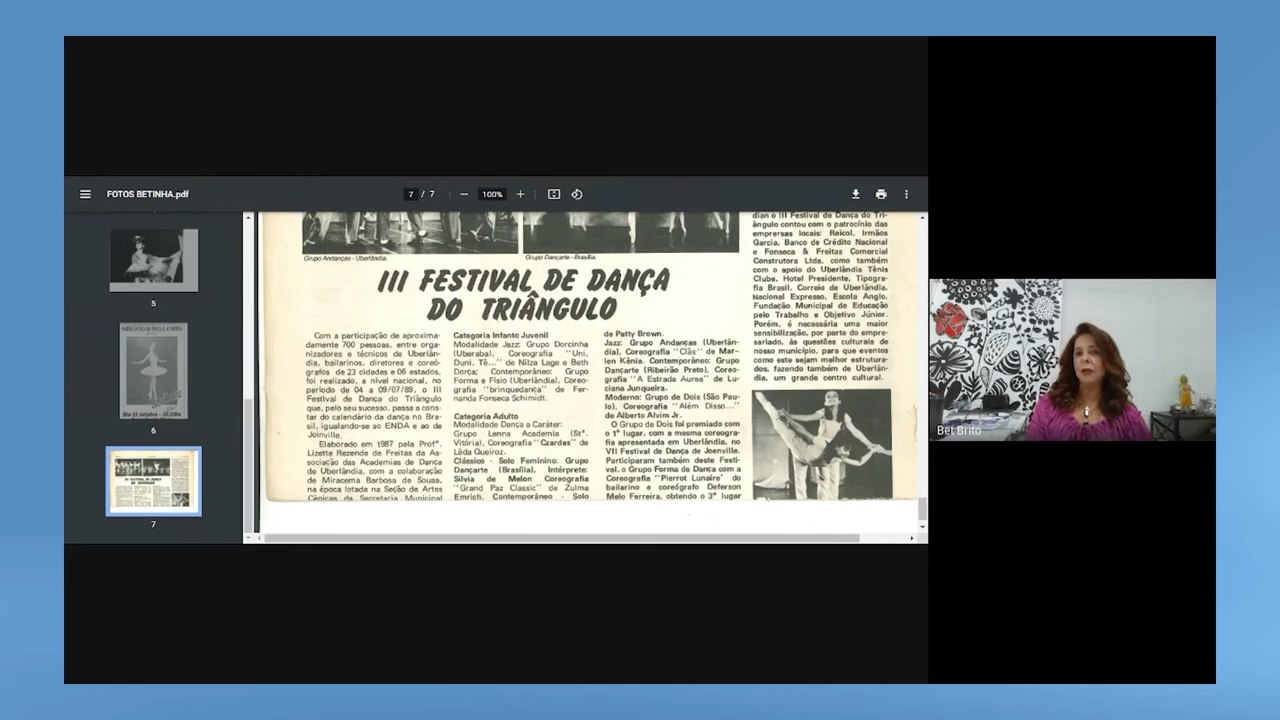 FOTOS BETINHA.pdf
7 / 7
100%
5
6
7
Grupo Andanças - Uberlândia.
Grupo Dançarte - Brasília.
III FESTIVAL DE DANÇA
DO TRIÂNGULO
Com a participação de aproxima-
damente 700 pessoas, entre orga-
nizadores e técnicos de Uberlân-
dia, bailarinos, diretores e coreó-
grafos de 23 cidades e 06 estados,
foi realizado, a nível nacional, no
período de 04 a 09/07/89, o III
Festival de Dança do Triângulo
que, pelo seu sucesso, passa a cons-
tar do calendário da dança no Bra-
sil, igualando-se ao ENDA e ao de
Joinville.
Elaborado em 1987 pela Profª.
Lizette Rezende de Freitas da As-
sociação das Academias de Dança
de Uberlândia, com a colaboração
de Miracema Barbosa de Sousa,
na época lotada na Seção de Artes
Cênicas da Secretaria Municipal
Categoria Infanto Juvenil
Modalidade Jazz: Grupo Dorcinha
(Uberaba), Coreografia "Uni,
Duni, Tê..." de Nilza Lage e Beth
Dorça; Contemporâneo: Grupo
Forma e Fisio (Uberlândia), Coreo-
grafia "brinquedança" de Fer-
nanda Fonseca Schimidt.
Categoria Adulto
Modalidade Dança a Caráter:
Grupo Lenna Academia (Stª.
Vitória), Coreografia "Czardas" de
Lêda Queiroz.
Clássico - Solo Feminino: Grupo
Dançarte (Brasília), Intérprete:
Silvia de Melon Coreografia
"Grand Paz Classic" de Zulma
Emrich. Contemporâneo - Solo
de Patty Brown.
Jazz: Grupo Andanças (Uberlân-
dia), Coreografia "Clãs" de Mar-
len Kênia. Contemporâneo: Grupo
Dançarte (Ribeirão Preto), Coreo-
grafia "A Estrada Aurea" de Lu-
ciana Junqueira.
Moderno: Grupo de Dois (São Pau-
lo), Coreografia "Além Disso..."
de Alberto Alvim Jr.
O Grupo de Dois foi premiado com
o 1º lugar, com a mesma coreogra-
fia apresentada em Uberlândia, no
VII Festival de Dança de Joenville.
Participaram também deste Festi-
val, o Grupo Forma de Dança com a
Coreografia "Pierrot Lunaire" do
bailarino e coreógrafo Deferson
Melo Ferreira, obtendo o 3º lugar
dian o III Festival de Dança do Tri-
ângulo contou com o patrocínio das
empresas locais: Reicol, Irmãos
Garcia, Banco de Crédito Nacional
e Fonseca & Freitas Comercial
Construtora Ltda, como também
com o apoio do Uberlândia Tênis
Clube, Hotel Presidente, Tipogra-
fia Brasil, Correio de Uberlândia,
Nacional Expresso, Escola Anglo,
Fundação Municipal de Educação
pelo Trabalho e Objetivo Júnior.
Porém, é necessária uma maior
sensibilização, por parte do empre-
sariado, às questões culturais de
nosso município, para que eventos
como este sejam melhor estrutura-
dos, fazendo também de Uberlân-
dia, um grande centro cultural.
Bet Brito